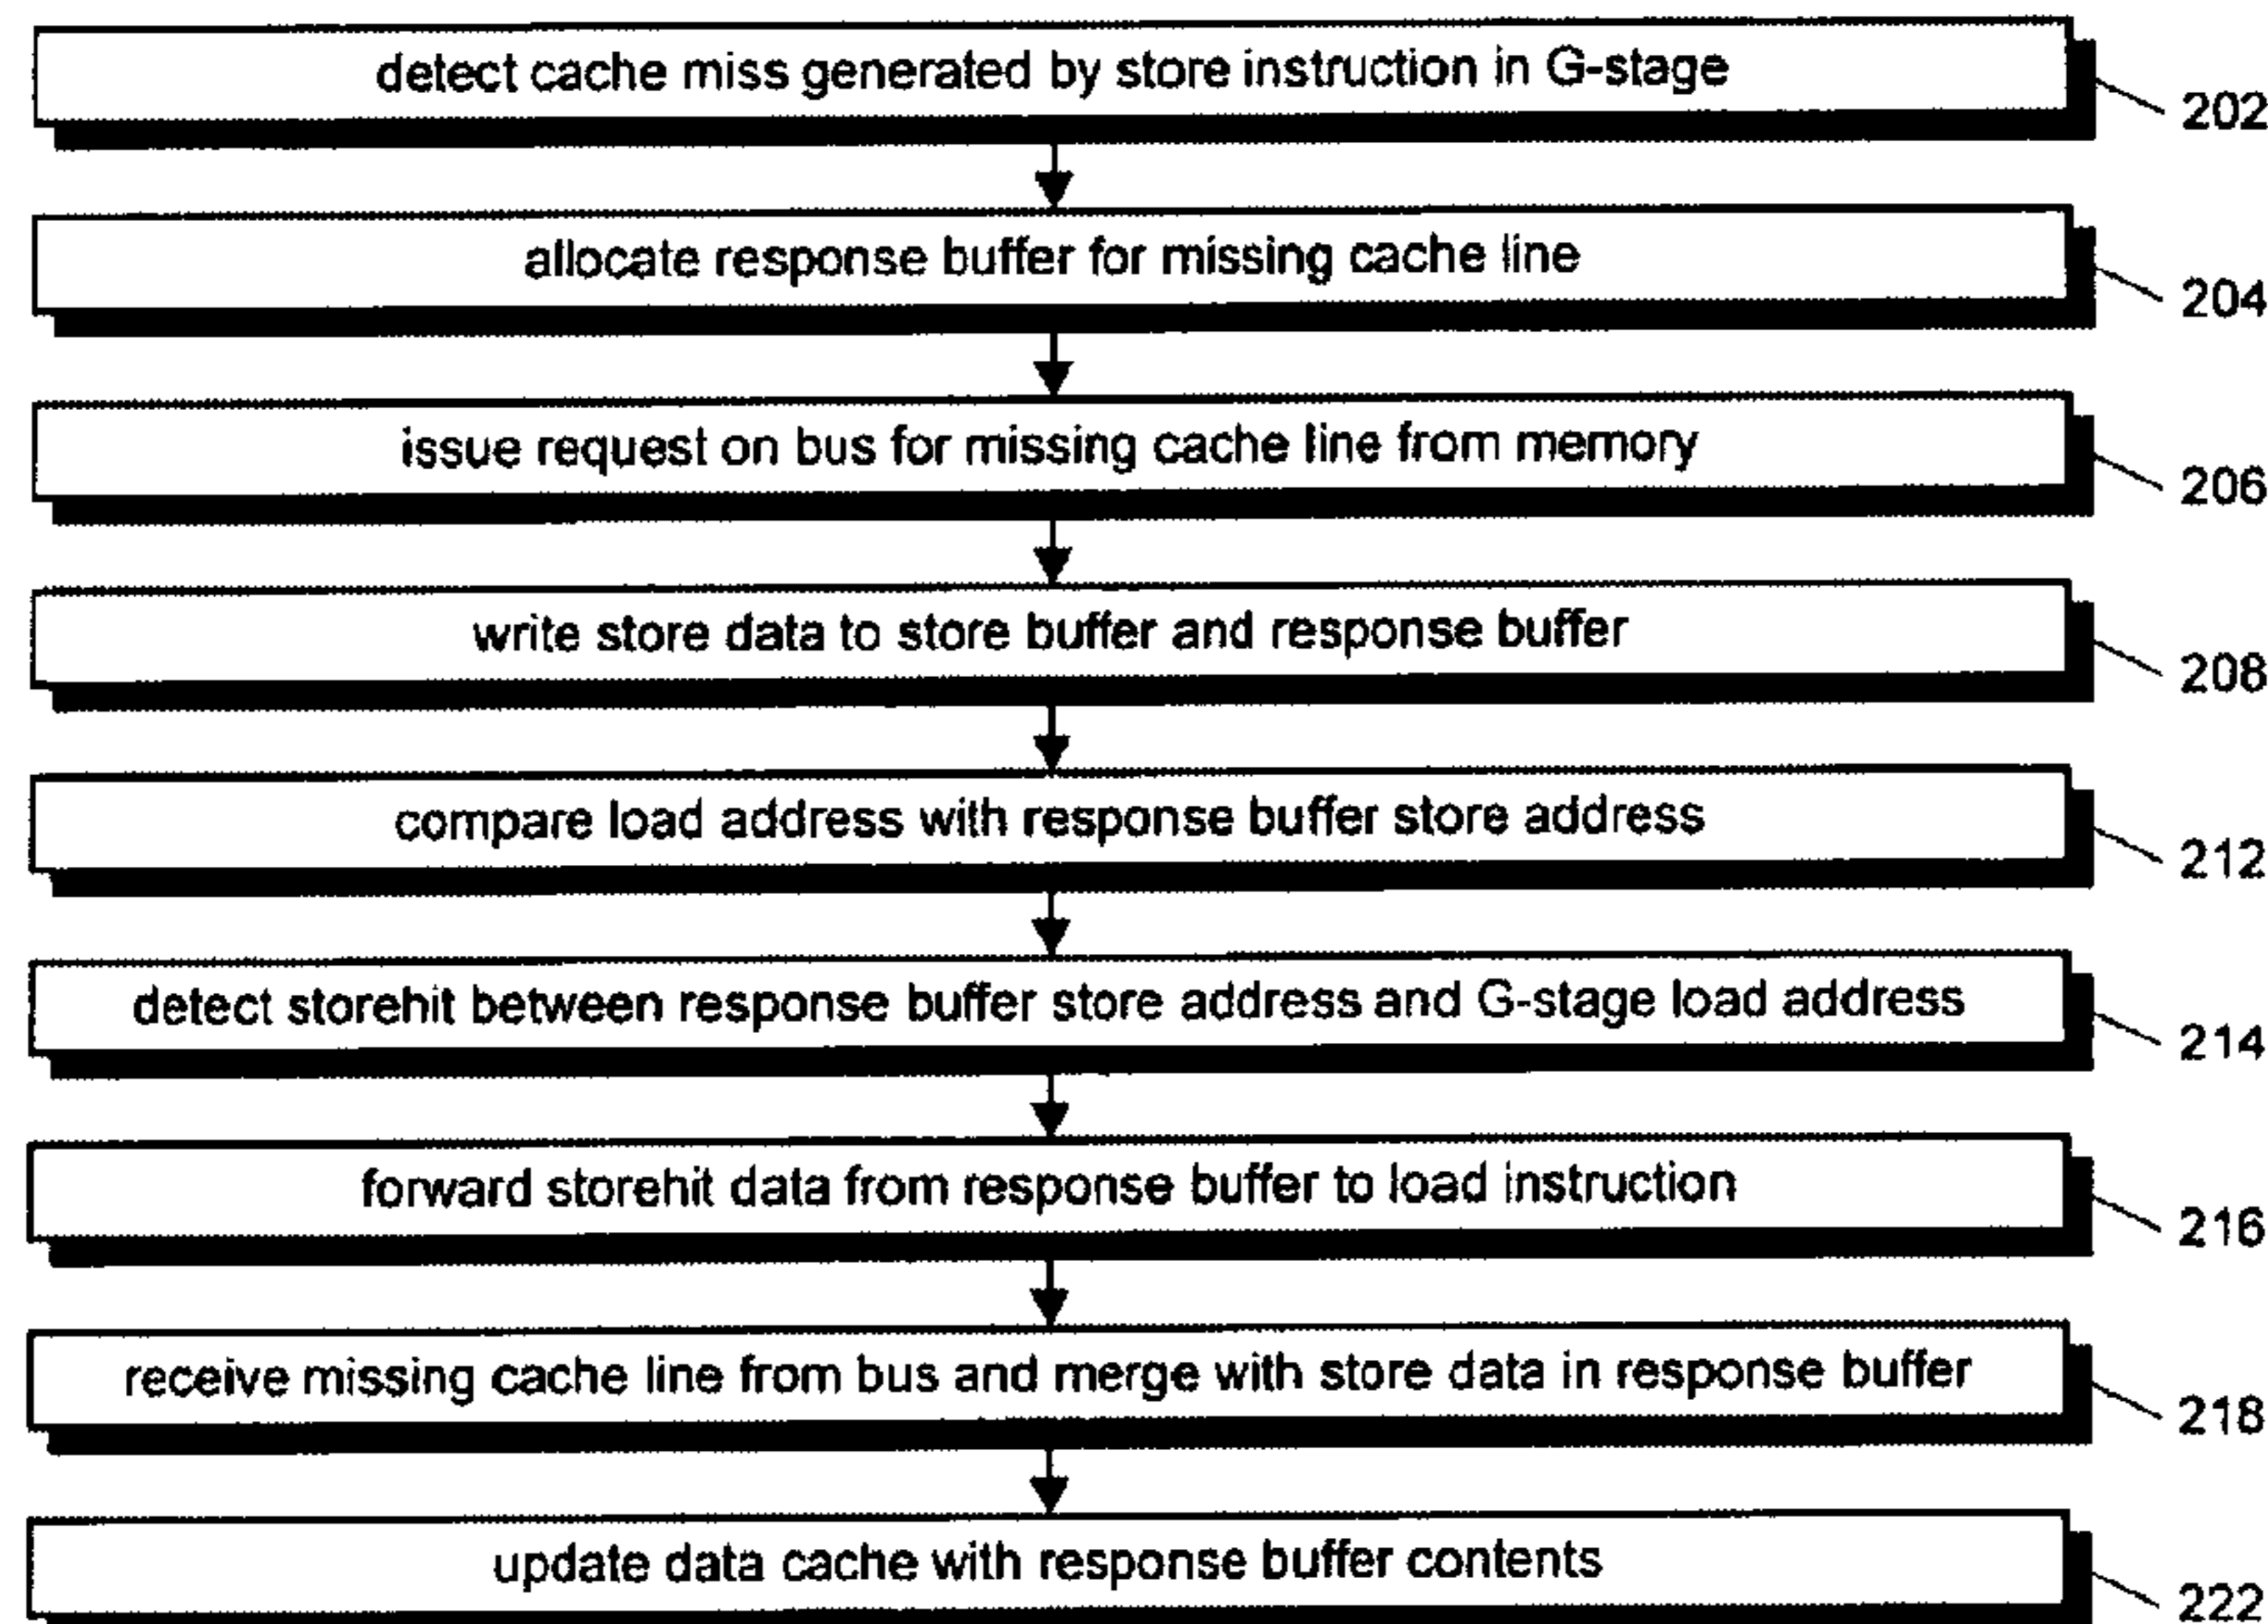 detect cache miss generated by store instruction in G-stage
202
allocate response buffer for missing cache line
204
issue request on bus for missing cache line from memory
206
write store data to store buffer and response buffer
208
compare load address with response buffer store address
212
detect storehit between response buffer store address and G-stage load address
214
forward storehit data from response buffer to load instruction
216
receive missing cache line from bus and merge with store data in response buffer
218
update data cache with response buffer contents
222